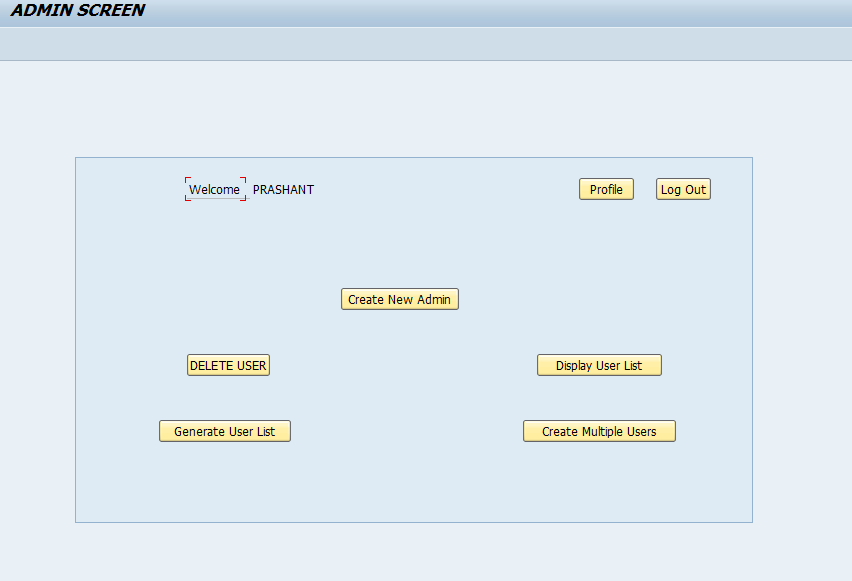 ADMIN SCREEN
Welcome PRASHANT Profile Log Out
Create New Admin
DELETE USER Display User List
Generate User List Create Multiple Users